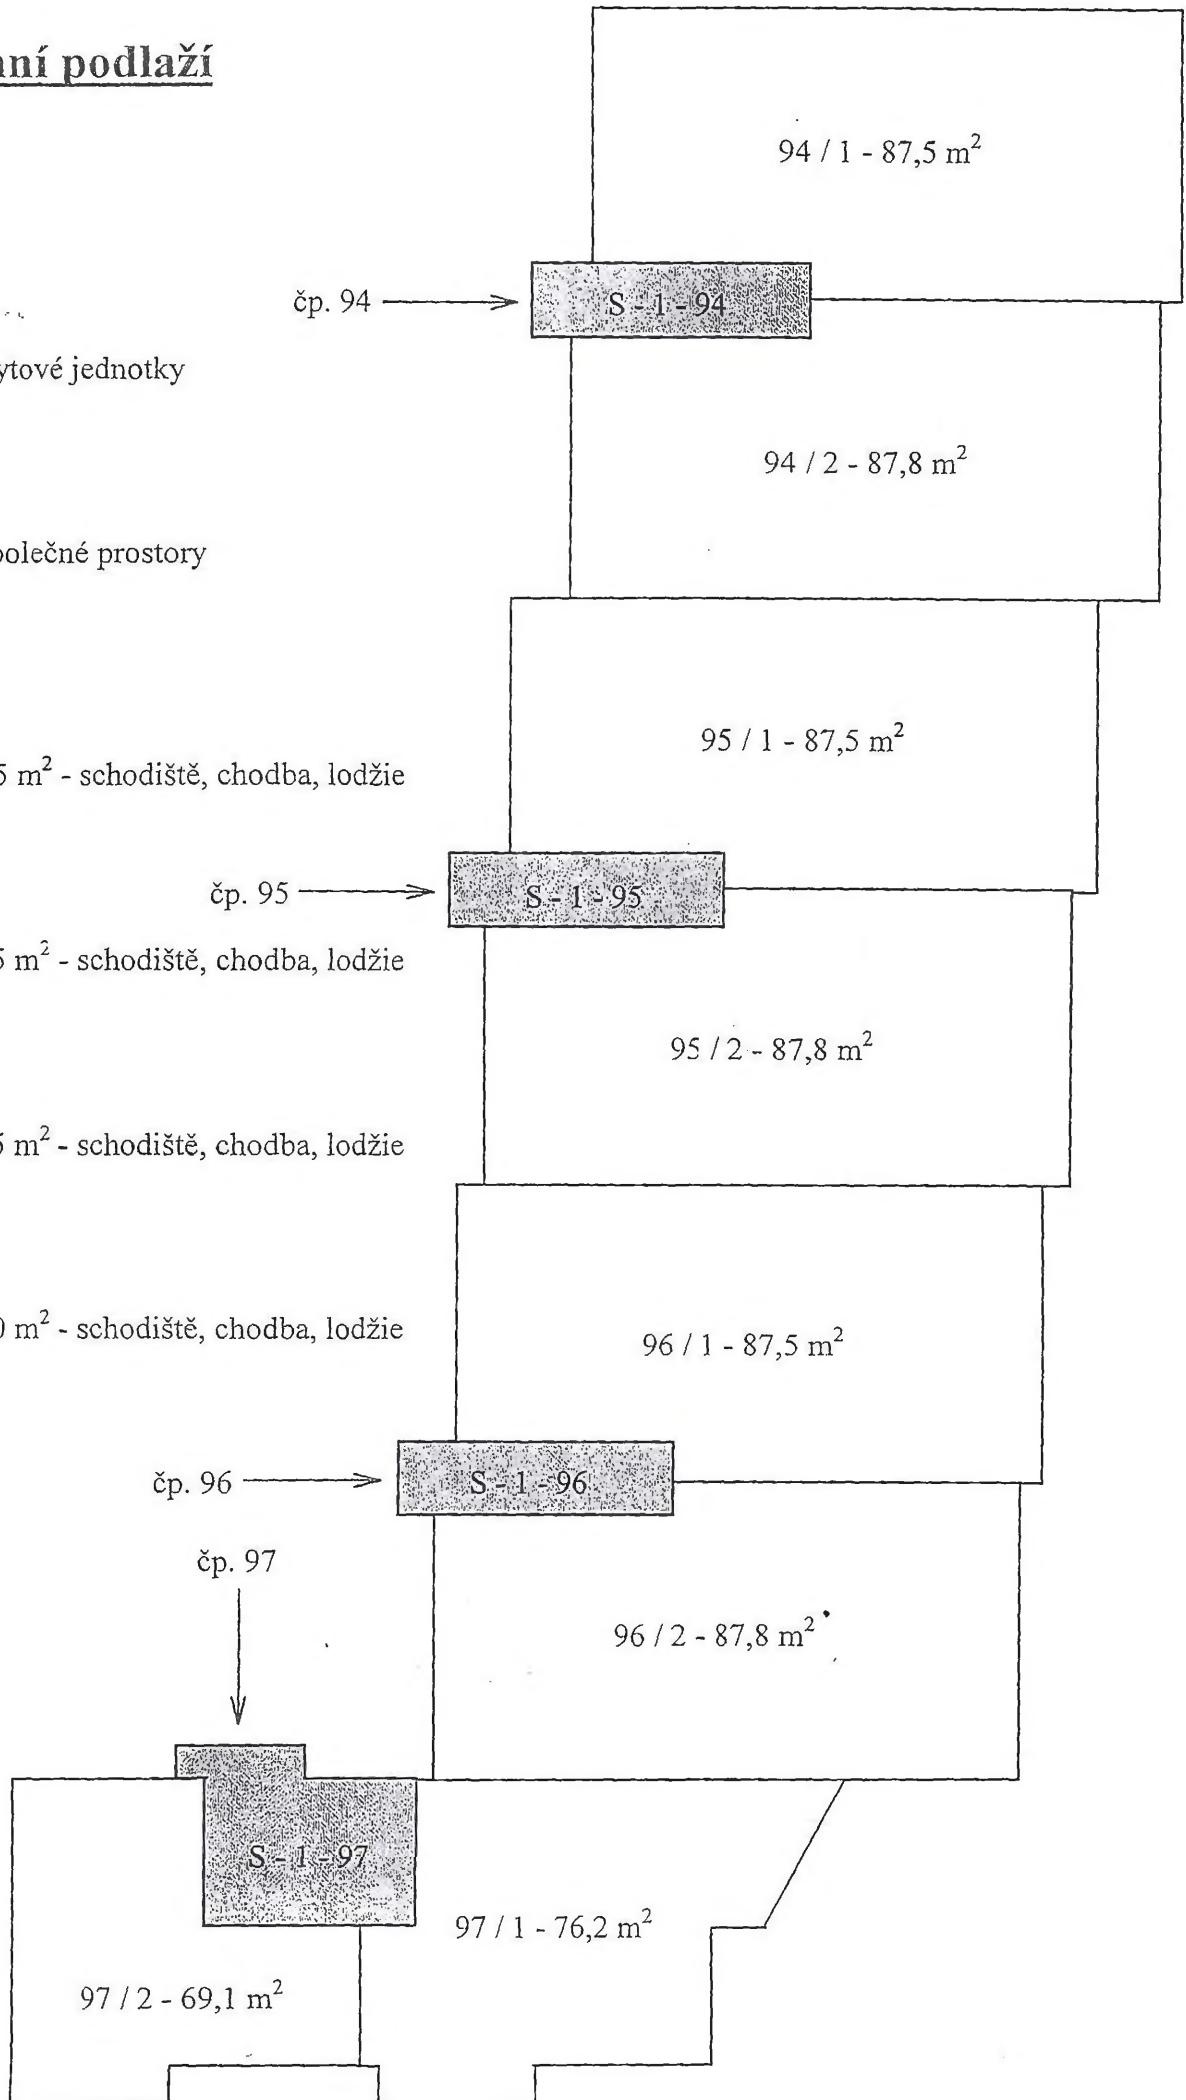 nní podlaží
94 / 1 - 87,5 m²
čp. 94
S - 1 - 94
ytové jednotky
94 / 2 - 87,8 m²
polečné prostory
95 / 1 - 87,5 m²
5 m² - schodiště, chodba, lodžie
čp. 95
S - 1 - 95
5 m² - schodiště, chodba, lodžie
95 / 2 - 87,8 m²
5 m² - schodiště, chodba, lodžie
0 m² - schodiště, chodba, lodžie
96 / 1 - 87,5 m²
čp. 96
S - 1 - 96
čp. 97
96 / 2 - 87,8 m²
S - 1 - 97
97 / 1 - 76,2 m²
97 / 2 - 69,1 m²